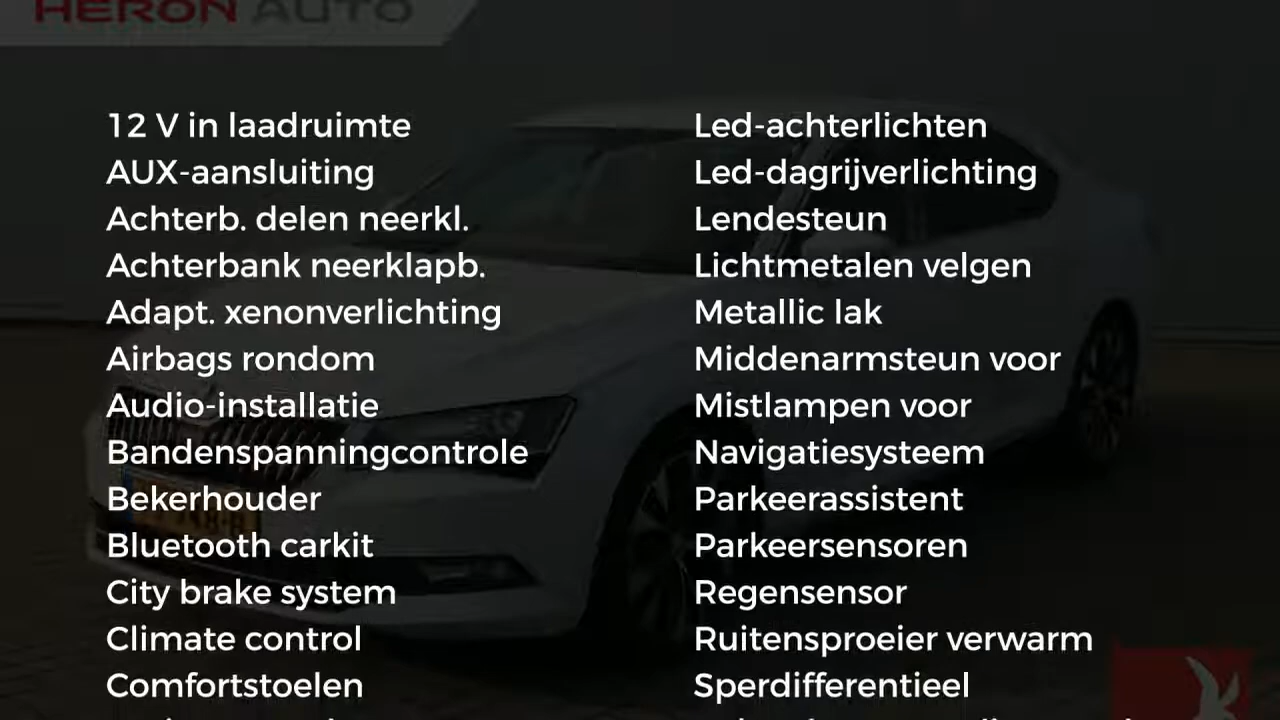 HERON AUTO
12 V in laadruimte
AUX-aansluiting
Achterb. delen neerkl.
Achterbank neerklapb.
Adapt. xenonverlichting
Airbags rondom
Audio-installatie
Bandenspanningcontrole
Bekerhouder
Bluetooth carkit
City brake system
Climate control
Comfortstoelen
Led-achterlichten
Led-dagrijverlichting
Lendesteun
Lichtmetalen velgen
Metallic lak
Middenarmsteun voor
Mistlampen voor
Navigatiesysteem
Parkeerassistent
Parkeersensoren
Regensensor
Ruitensproeier verwarm
Sperdifferentieel